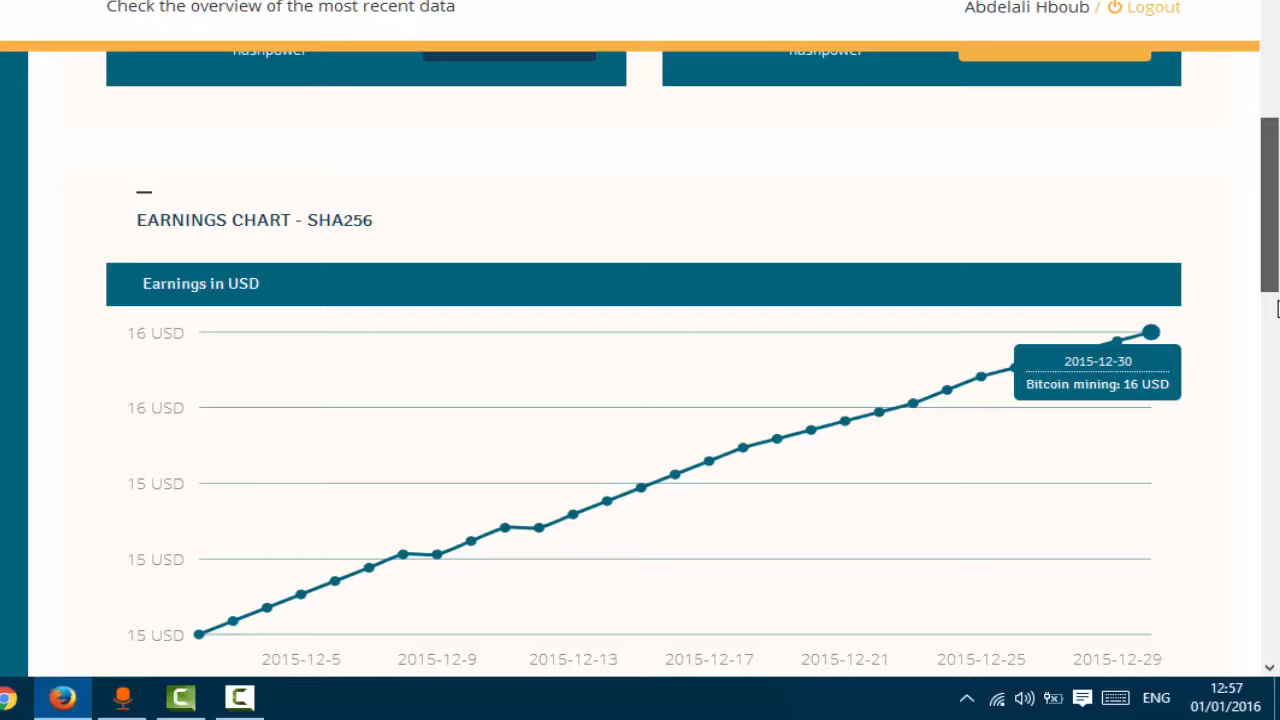 Check the overview of the most recent data
Abdelali Hboub / Logout
hashpower
hashpower
EARNINGS CHART - SHA256
Earnings in USD
16 USD
2015-12-30
Bitcoin mining: 16 USD
16 USD
15 USD
15 USD
15 USD
2015-12-5 2015-12-9 2015-12-13 2015-12-17 2015-12-21 2015-12-25 2015-12-29
ENG
12:57
01/01/2016